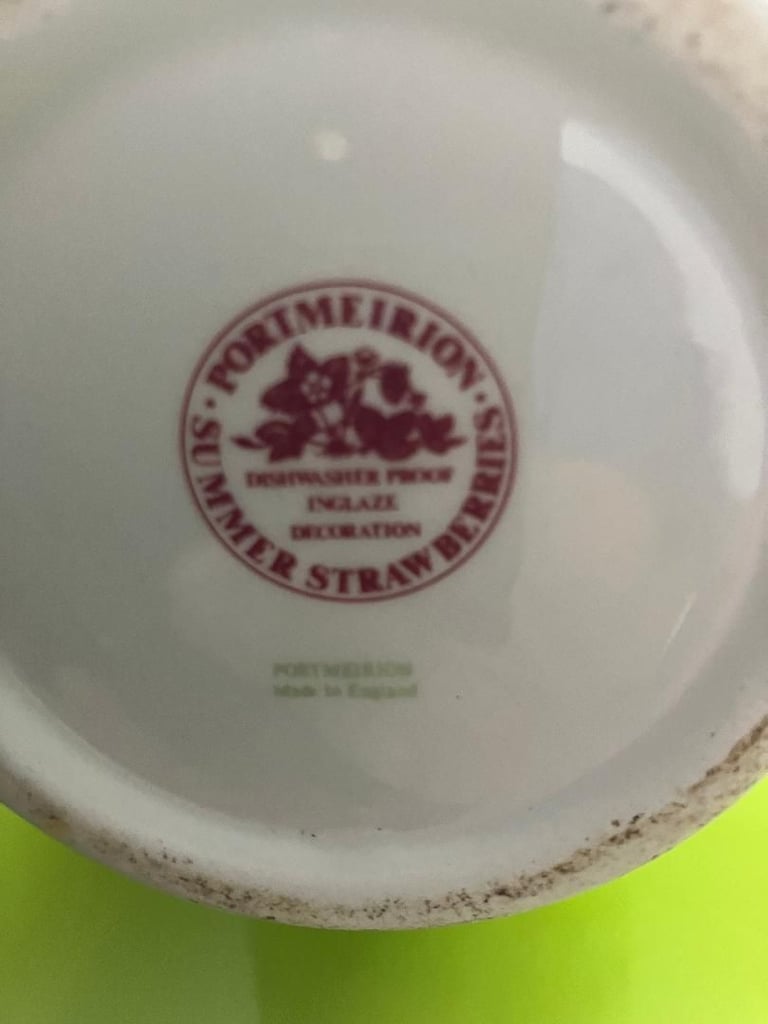 · PORTMEIRION ·
DISHWASHER PROOF
INGLAZE
DECORATION
SUMMER STRAWBERRIES
PORTMEIRION
Made in England